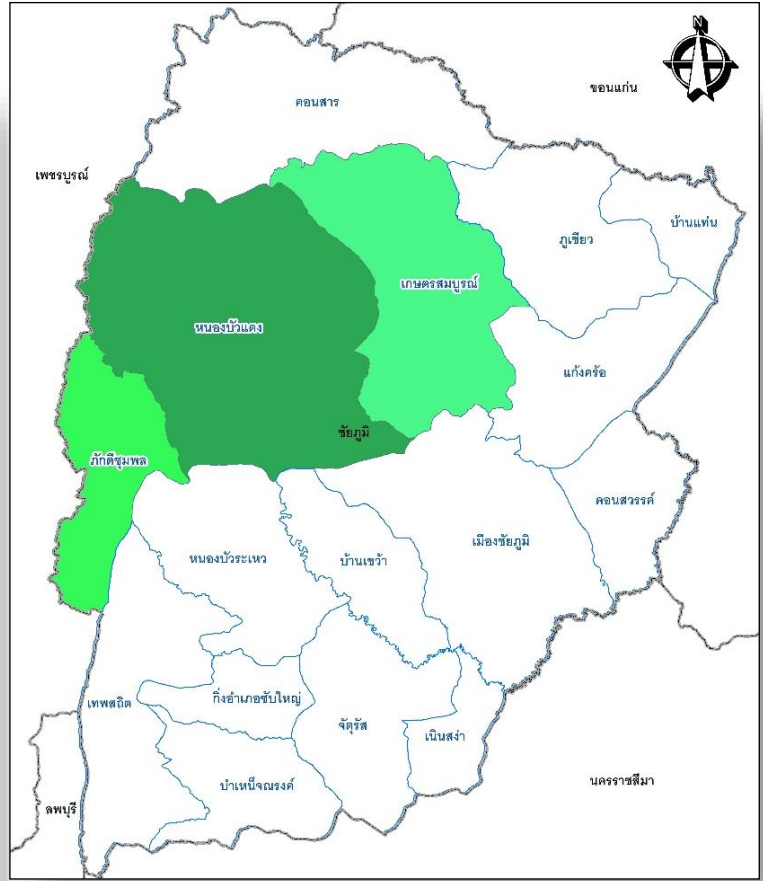 N
ขอนแก่น
คอนสาร
เพชรบูรณ์
บ้านแท่น
ภูเขียว
เกษตรสมบูรณ์
หนองบัวแดง
แก้งคร้อ
ชัยภูมิ
ภักดีชุมพล
คอนสวรรค์
เมืองชัยภูมิ
หนองบัวระเหว
บ้านเขว้า
เทพสถิต
กิ่งอำเภอซับใหญ่
จัตุรัส
เนินสง่า
บำเหน็จณรงค์
นครราชสีมา
ลพบุรี